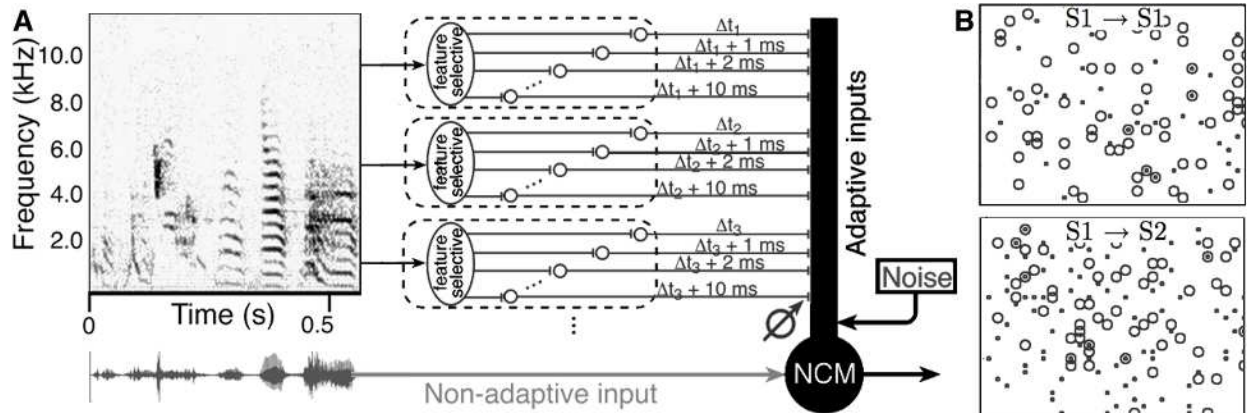 A
Frequency (kHz)
10.0
8.0
6.0
4.0
2.0
0
Time (s)
0.5
feature
selective
Δt1
Δt1 + 1 ms
Δt1 + 2 ms
Δt1 + 10 ms
feature
selective
Δt2
Δt2 + 1 ms
Δt2 + 2 ms
Δt2 + 10 ms
feature
selective
Δt3
Δt3 + 1 ms
Δt3 + 2 ms
Δt3 + 10 ms
Adaptive inputs
Noise
Non-adaptive input
NCM
B
S1 → S1
S1 → S2